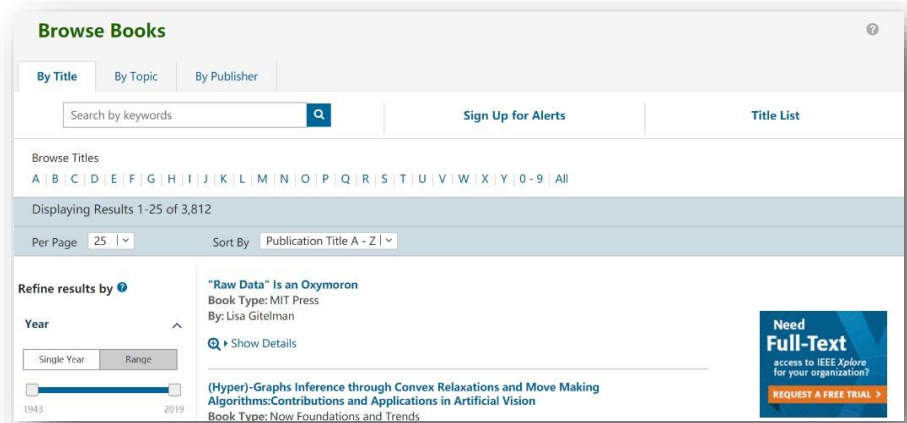 Browse Books
?
By Title By Topic By Publisher
Search by keywords
Sign Up for Alerts
Title List
Browse Titles
A | B | C | D | E | F | G | H | I | J | K | L | M | N | O | P | Q | R | S | T | U | V | W | X | Y | 0 - 9 | All
Displaying Results 1-25 of 3,812
Per Page 25 Sort By Publication Title A - Z
Refine results by ?
Year
Single Year Range
1943 2019
"Raw Data" Is an Oxymoron
Book Type: MIT Press
By: Lisa Gitelman
Show Details
(Hyper)-Graphs Inference through Convex Relaxations and Move Making
Algorithms:Contributions and Applications in Artificial Vision
Book Type: Now Foundations and Trends
Need
Full-Text
access to IEEE Xplore
for your organization?
REQUEST A FREE TRIAL >